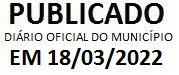 PUBLICADO
DIÁRIO OFICIAL DO MUNICÍPIO
EM 18/03/2022